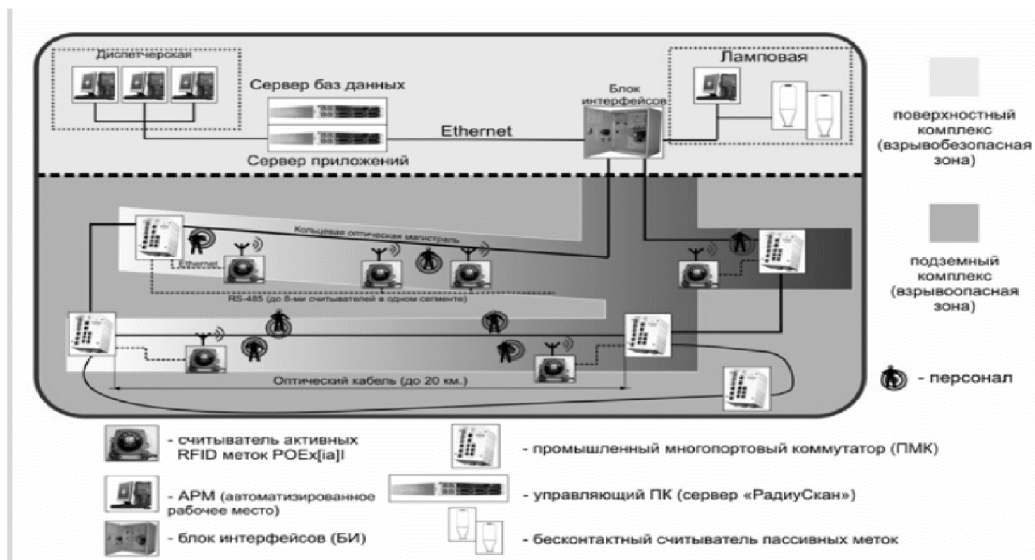 Диспетчерская
Сервер баз данных
Сервер приложений
Ethernet
Блок
интерфейсов
Ламповая
поверхностный
комплекс
(взрывобезопасная
зона)
Кольцевая оптическая магистраль
Ethernet
RS-485 (до 8-ми считывателей в одном сегменте)
подземный
комплекс
(взрывоопасная
зона)
Оптический кабель (до 20 км.)
- персонал
- считыватель активных
RFID меток POEx[ia]I
- промышленный многопортовый коммутатор (ПМК)
- АРМ (автоматизированное
рабочее место)
- управляющий ПК (сервер «РадиуСкан»)
- блок интерфейсов (БИ)
- бесконтактный считыватель пассивных меток